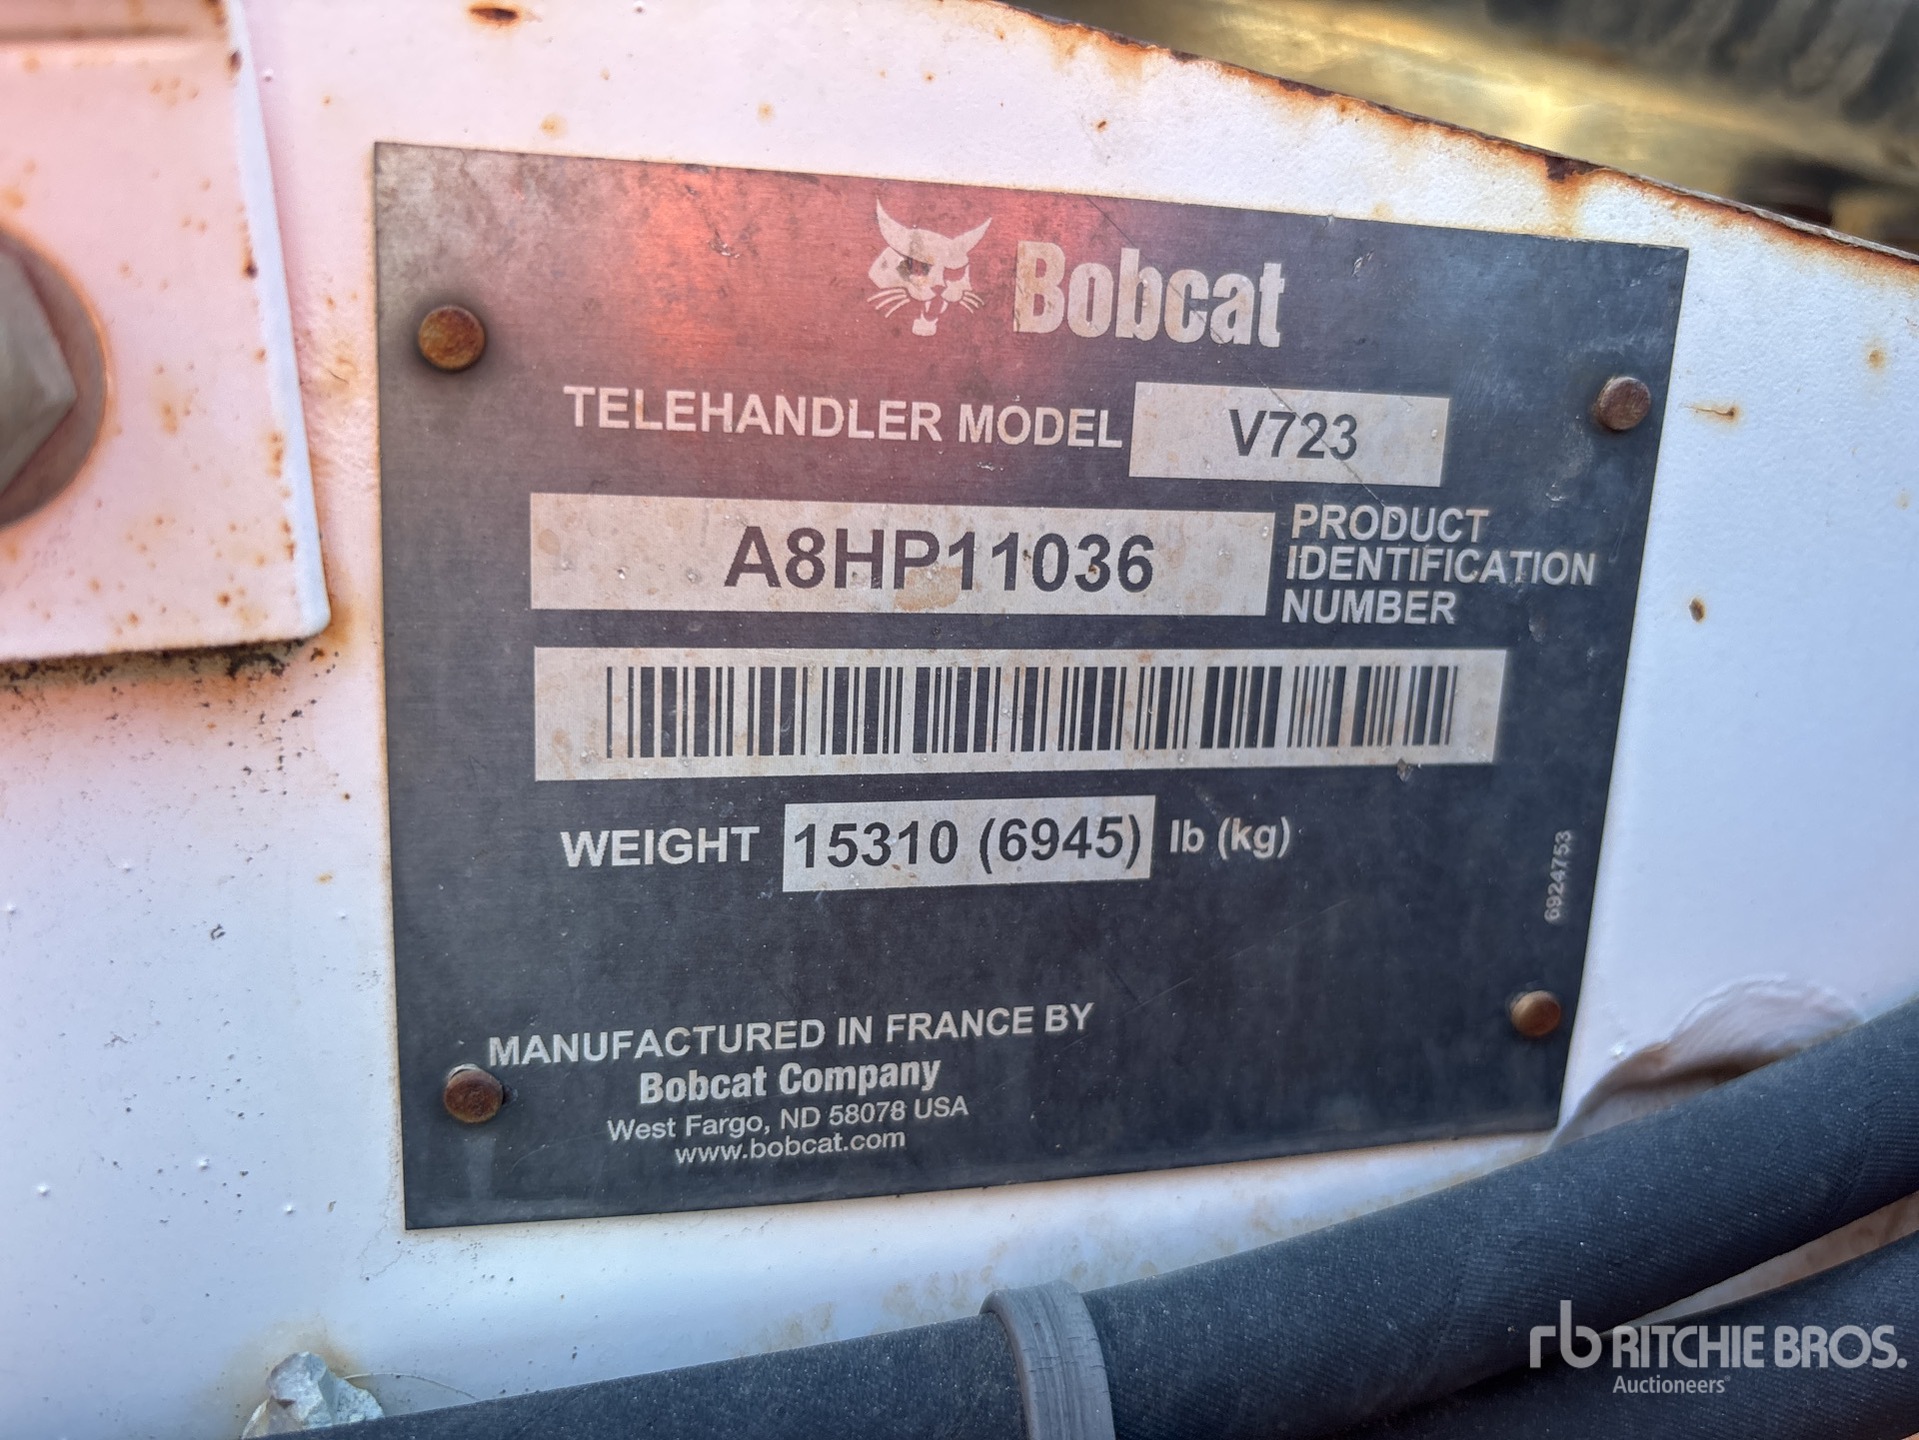 Bobcat
TELEHANDLER MODEL V723
A8HP11036
PRODUCT
IDENTIFICATION
NUMBER
WEIGHT 15310 (6945) lb (kg)
6924753
MANUFACTURED IN FRANCE BY
Bobcat Company
West Fargo, ND 58078 USA
www.bobcat.com
rb RITCHIE BROS.
Auctioneers